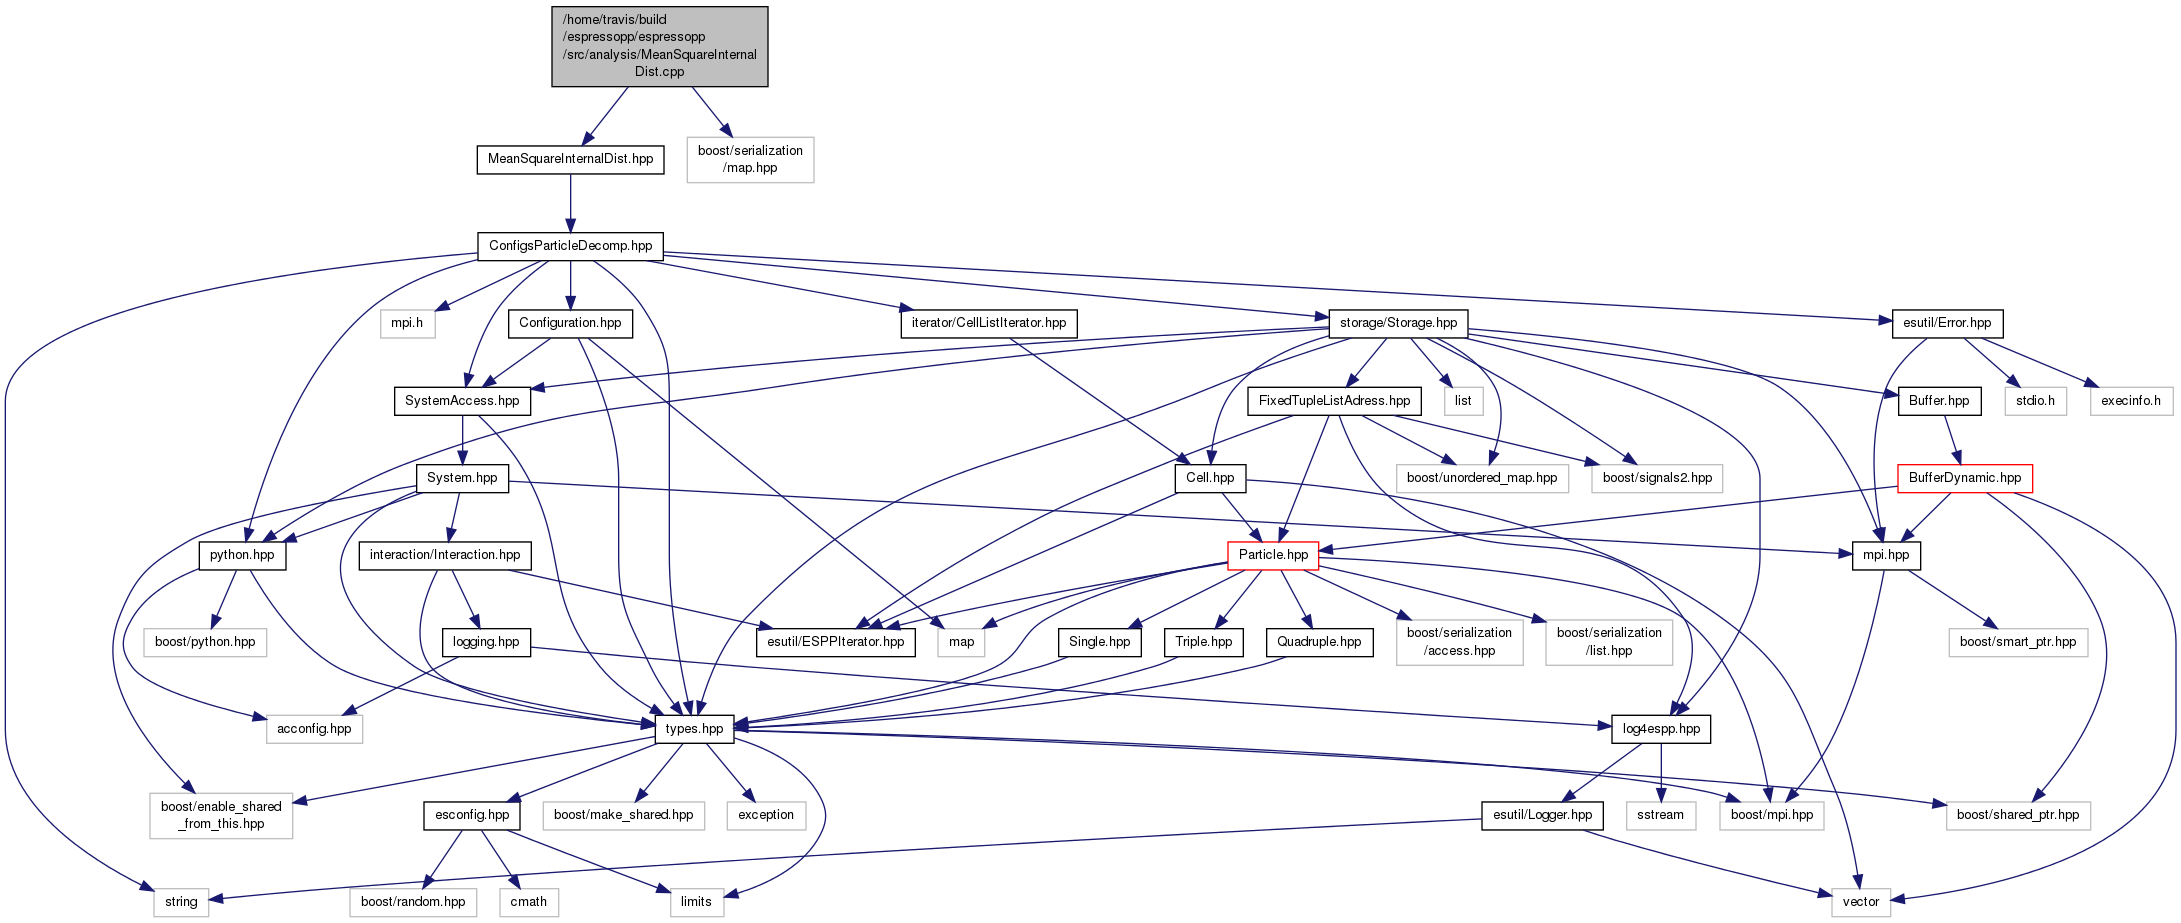 /home/travis/build
/espressopp/espressopp
/src/analysis/MeanSquareInternal
Dist.cpp
MeanSquareInternalDist.hpp
boost/serialization
/map.hpp
ConfigsParticleDecomp.hpp
mpi.h
Configuration.hpp
iterator/CellListIterator.hpp
storage/Storage.hpp
esutil/Error.hpp
SystemAccess.hpp
FixedTupleListAdress.hpp
list
Buffer.hpp
stdio.h
execinfo.h
System.hpp
Cell.hpp
boost/unordered_map.hpp
boost/signals2.hpp
BufferDynamic.hpp
python.hpp
interaction/Interaction.hpp
Particle.hpp
mpi.hpp
boost/python.hpp
logging.hpp
esutil/ESPPIterator.hpp
map
Single.hpp
Triple.hpp
Quadruple.hpp
boost/serialization
/access.hpp
boost/serialization
/list.hpp
boost/smart_ptr.hpp
acconfig.hpp
types.hpp
log4espp.hpp
boost/enable_shared
_from_this.hpp
esconfig.hpp
boost/make_shared.hpp
exception
esutil/Logger.hpp
sstream
boost/mpi.hpp
boost/shared_ptr.hpp
string
boost/random.hpp
cmath
limits
vector